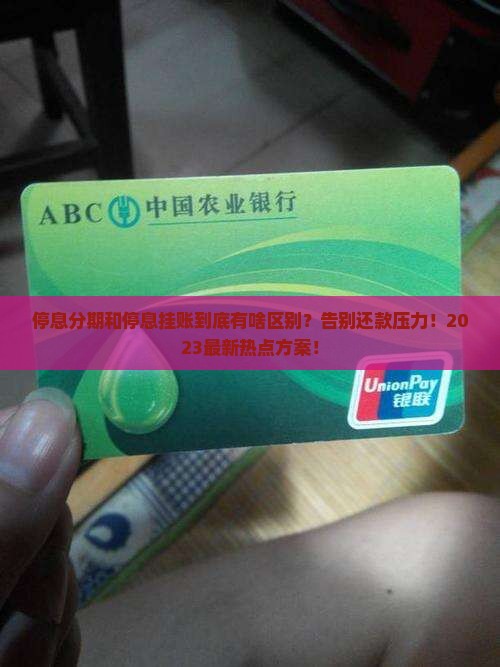 ABC 中国农业银行
停息分期和停息挂账到底有啥区别？告别还款压力！20
23最新热点方案！
UnionPay
银联